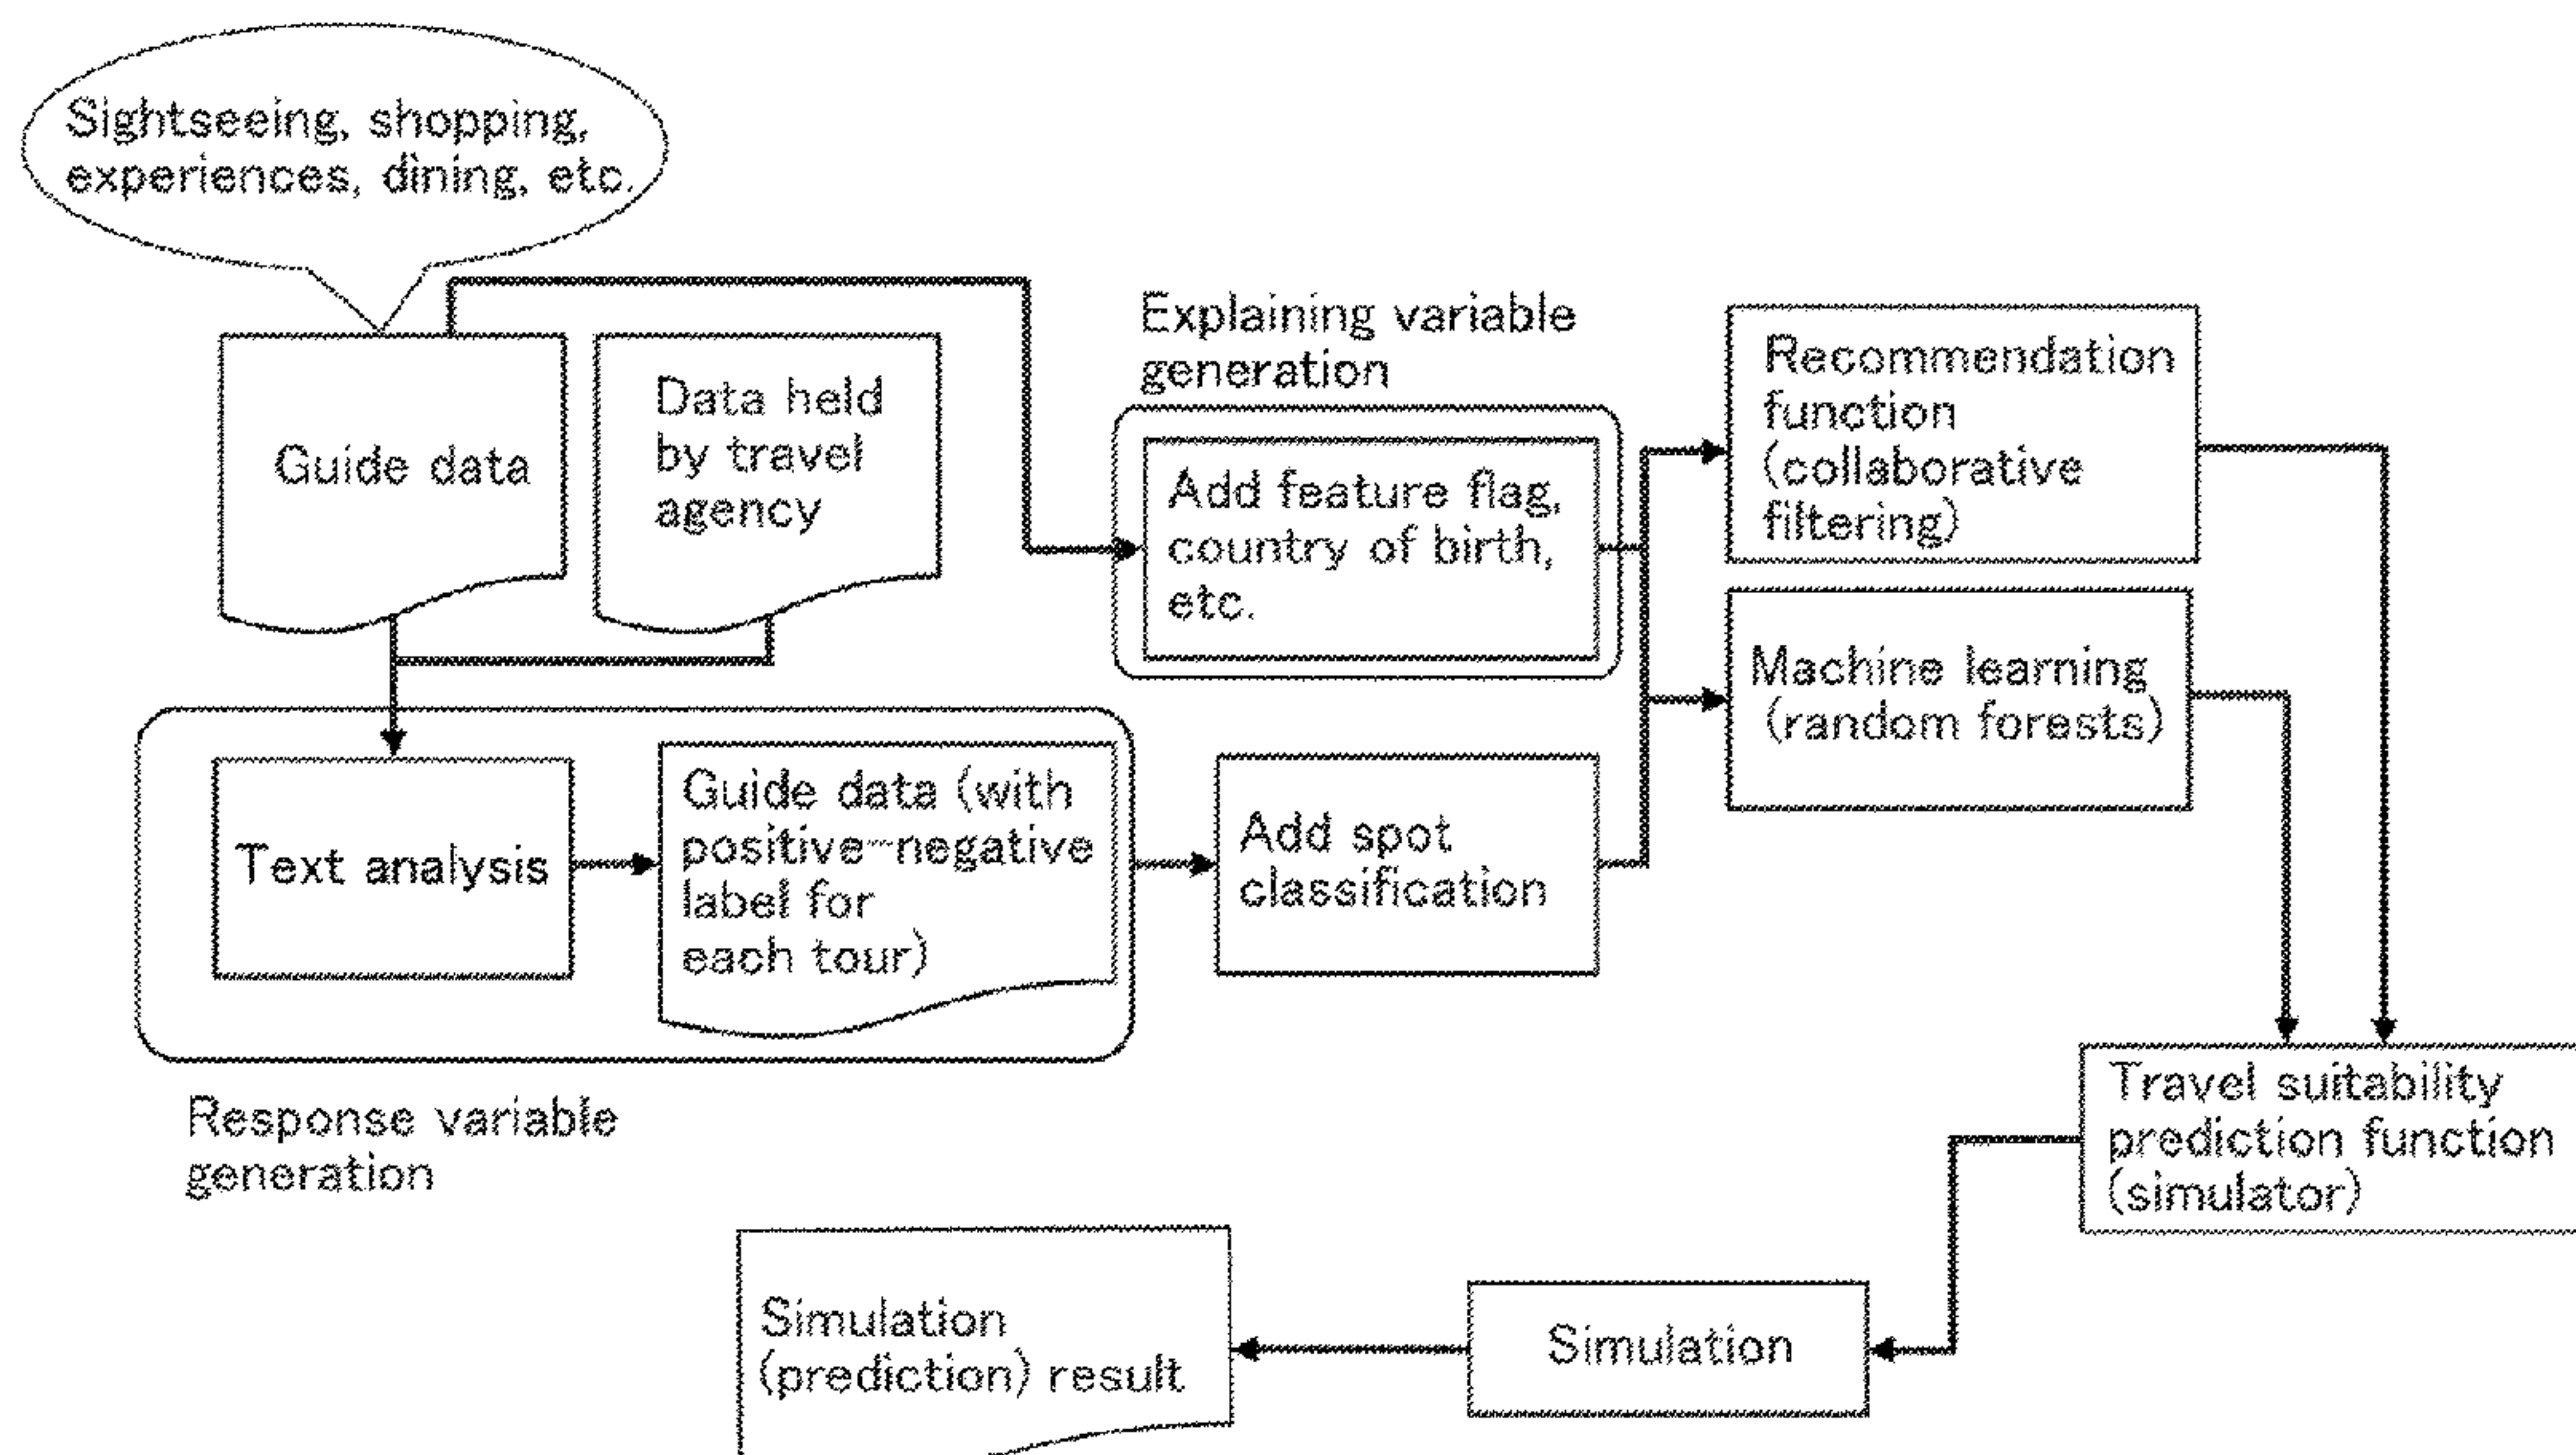 Sightseeing, shopping,
experiences, dining, etc.
Guide data
Data held
by travel
agency
Explaining variable
generation
Add feature flag,
country of birth,
etc.
Recommendation
function
(collaborative
filtering)
Machine learning
(random forests)
Text analysis
Guide data (with
positive-negative
label for
each tour)
Add spot
classification
Response variable
generation
Travel suitability
prediction function
(simulator)
Simulation
Simulation
(prediction) result